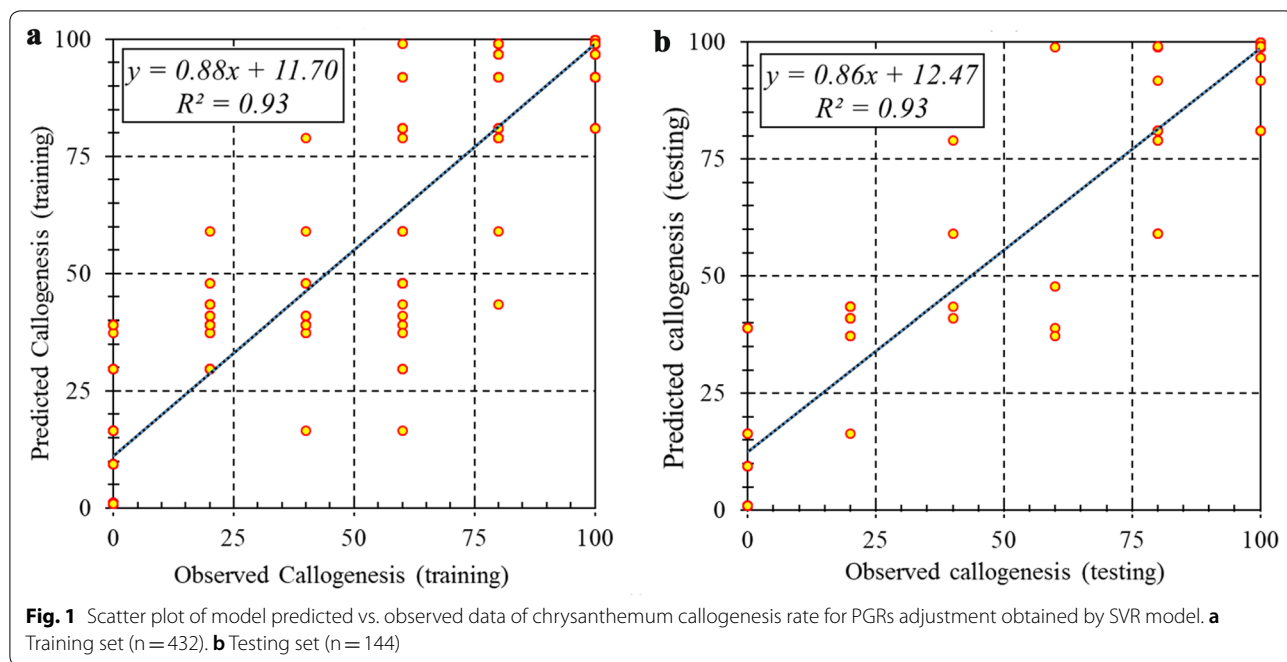 a
y = 0.88x + 11.70
R² = 0.93
Predicted Callogenesis (training)
100
75
50
25
0
0 25 50 75 100
Observed Callogenesis (training)
b
y = 0.86x + 12.47
R² = 0.93
Predicted callogenesis (testing)
100
75
50
25
0
0 25 50 75 100
Observed callogenesis (testing)
Fig. 1 Scatter plot of model predicted vs. observed data of chrysanthemum callogenesis rate for PGRs adjustment obtained by SVR model. a
Training set (n = 432). b Testing set (n = 144)